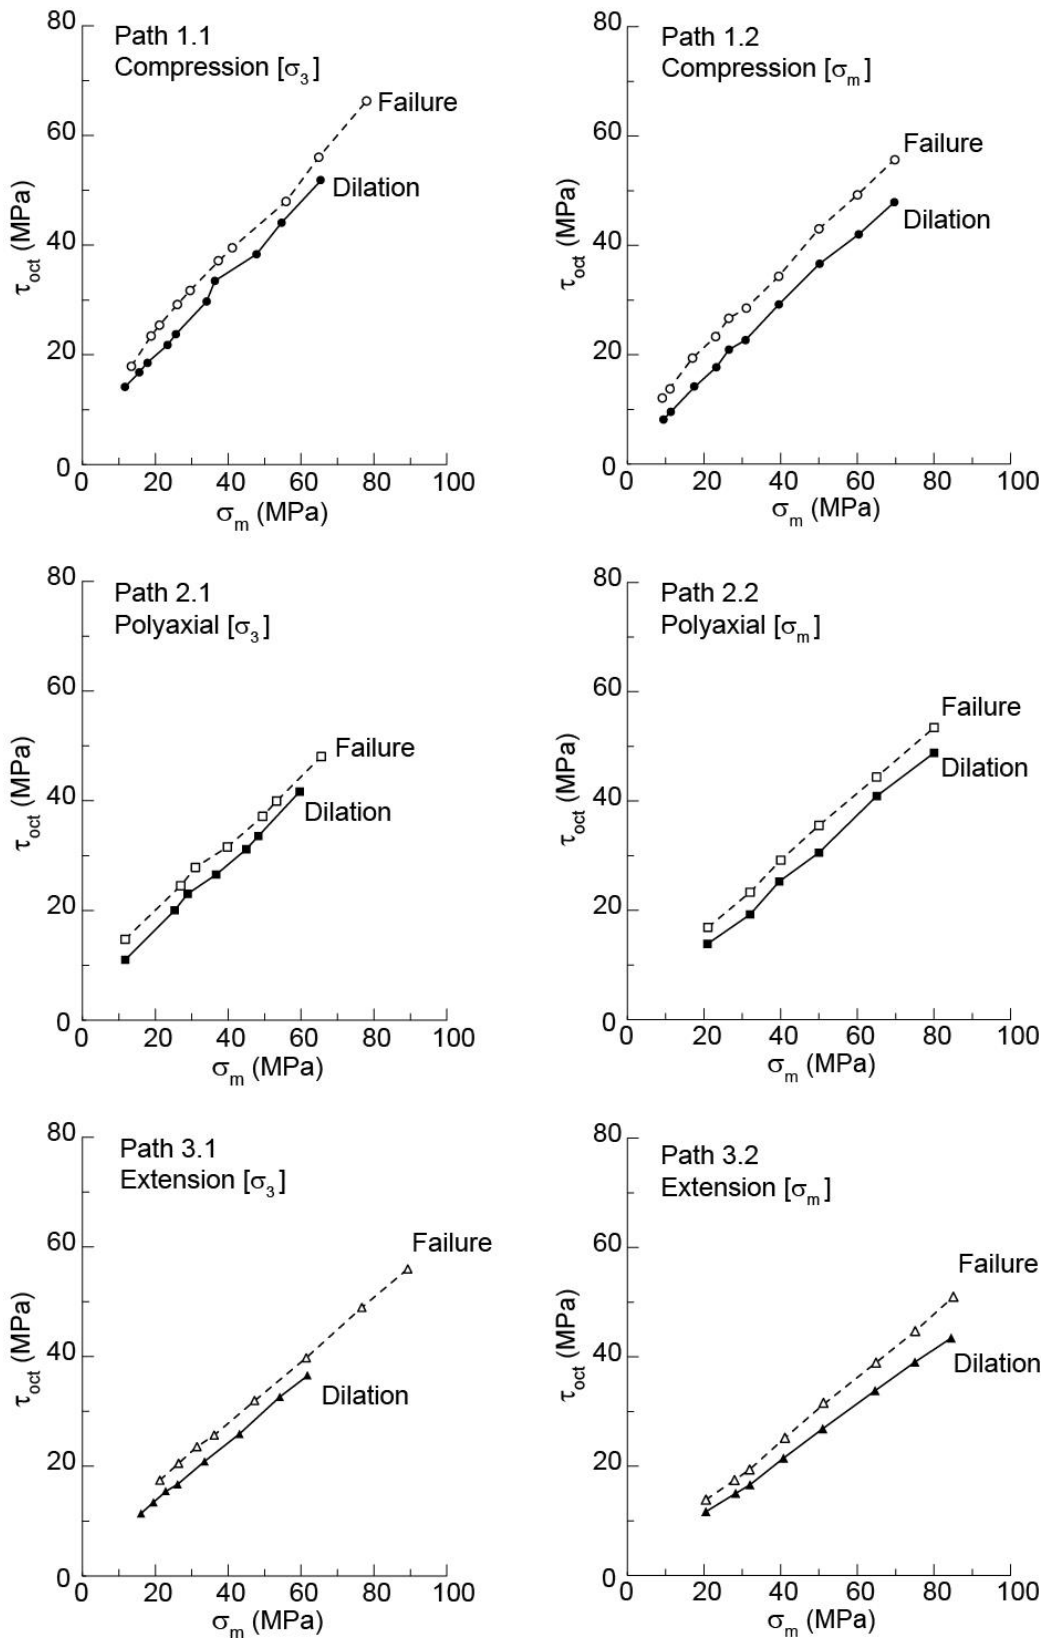 Path 1.1
Compression [σ₃]
Failure
Dilation
80
60
40
20
0
τoct (MPa)
0 20 40 60 80 100
σm (MPa)
Path 1.2
Compression [σm]
Failure
Dilation
80
60
40
20
0
τoct (MPa)
0 20 40 60 80 100
σm (MPa)
Path 2.1
Polyaxial [σ₃]
Failure
Dilation
80
60
40
20
0
τoct (MPa)
0 20 40 60 80 100
σm (MPa)
Path 2.2
Polyaxial [σm]
Failure
Dilation
80
60
40
20
0
τoct (MPa)
0 20 40 60 80 100
σm (MPa)
Path 3.1
Extension [σ₃]
Failure
Dilation
80
60
40
20
0
τoct (MPa)
0 20 40 60 80 100
σm (MPa)
Path 3.2
Extension [σm]
Failure
Dilation
80
60
40
20
0
τoct (MPa)
0 20 40 60 80 100
σm (MPa)